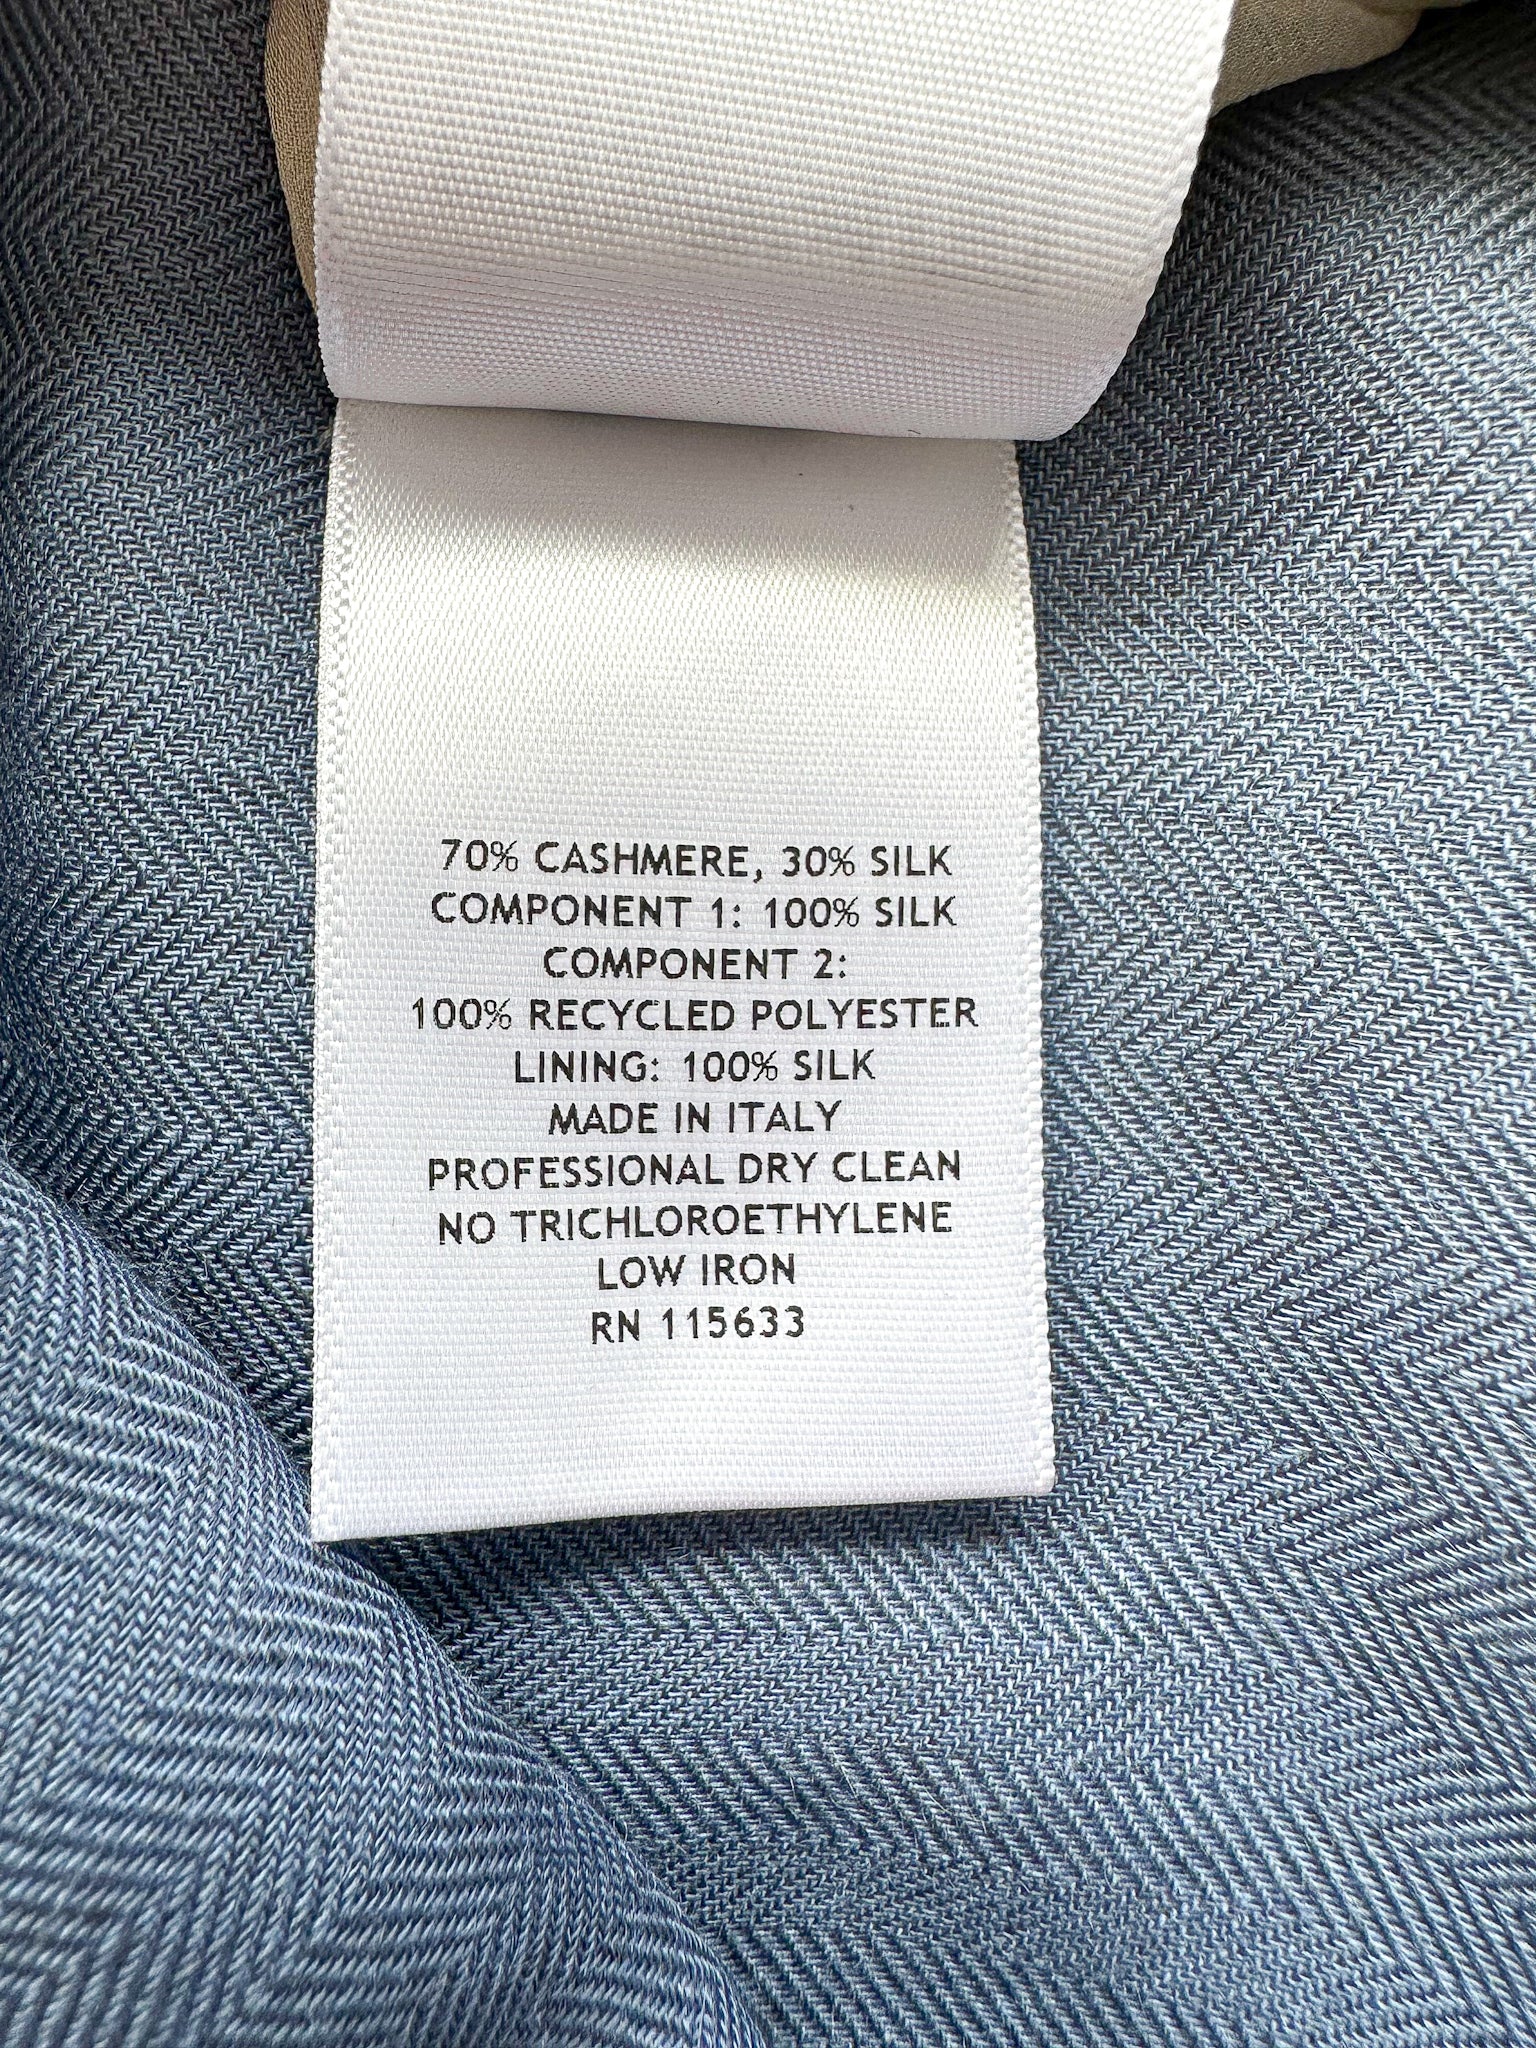 70% CASHMERE, 30% SILK
COMPONENT 1: 100% SILK
COMPONENT 2:
100% RECYCLED POLYESTER
LINING: 100% SILK
MADE IN ITALY
PROFESSIONAL DRY CLEAN
NO TRICHLOROETHYLENE
LOW IRON
RN 115633